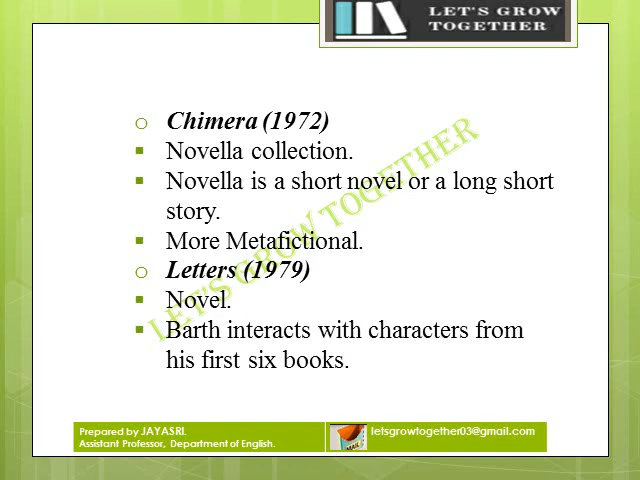 LET'S GROW
TOGETHER
o Chimera (1972)
▪ Novella collection.
▪ Novella is a short novel or a long short
story.
▪ More Metafictional.
o Letters (1979)
▪ Novel.
▪ Barth interacts with characters from
his first six books.
LET'S GROW TOGETHER
Prepared by JAYASRI.
Assistant Professor, Department of English.
letsgrowtogether03@gmail.com